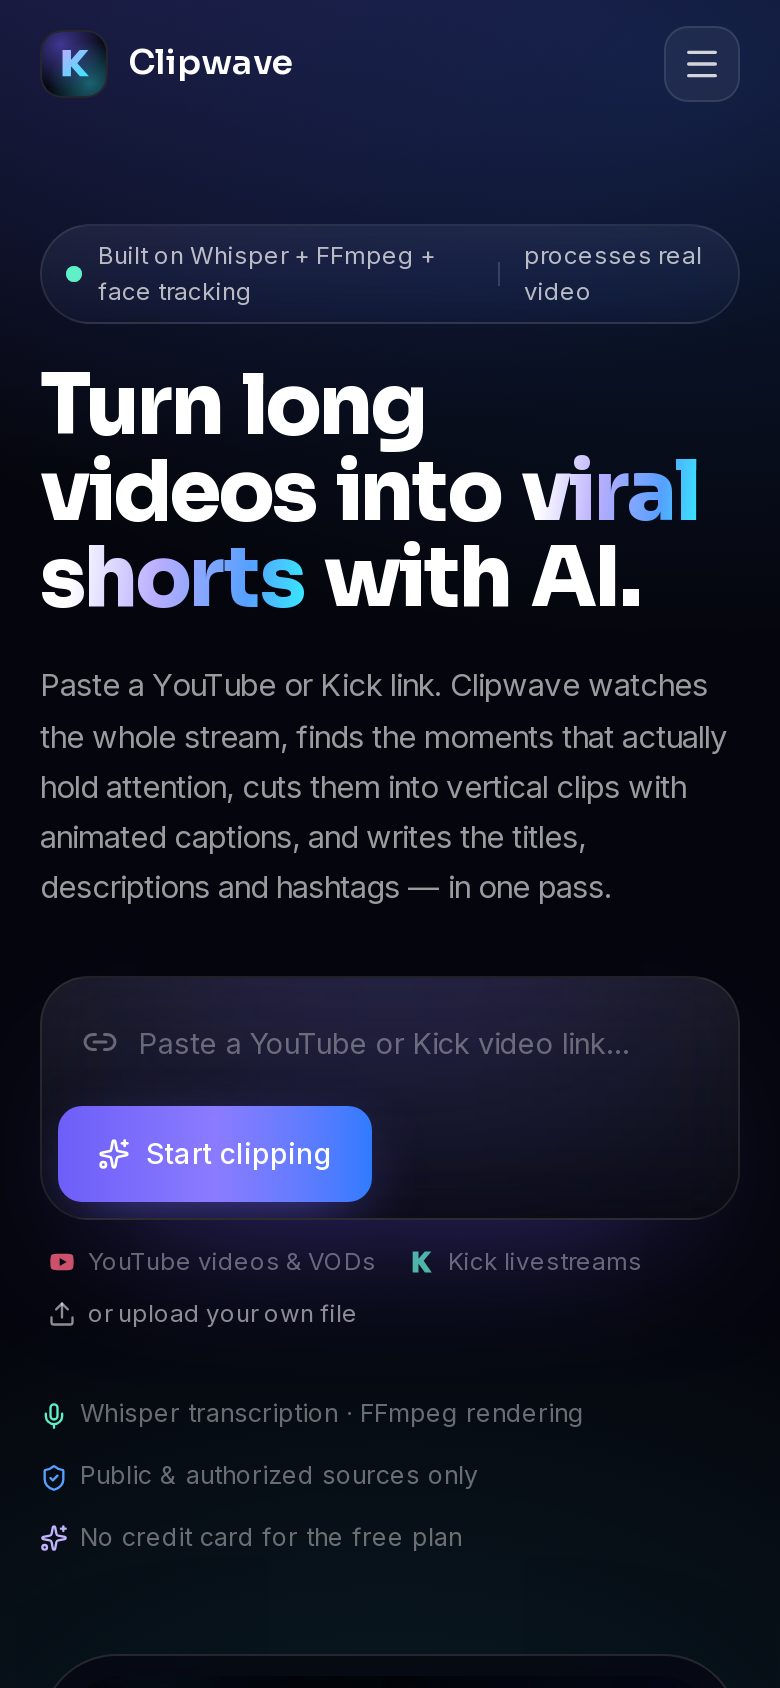 K Clipwave
Built on Whisper + FFmpeg +
face tracking
processes real
video
Turn long
videos into viral
shorts with AI.
Paste a YouTube or Kick link. Clipwave watches
the whole stream, finds the moments that actually
hold attention, cuts them into vertical clips with
animated captions, and writes the titles,
descriptions and hashtags — in one pass.
Paste a YouTube or Kick video link...
Start clipping
YouTube videos & VODs K Kick livestreams
or upload your own file
Whisper transcription · FFmpeg rendering
Public & authorized sources only
No credit card for the free plan